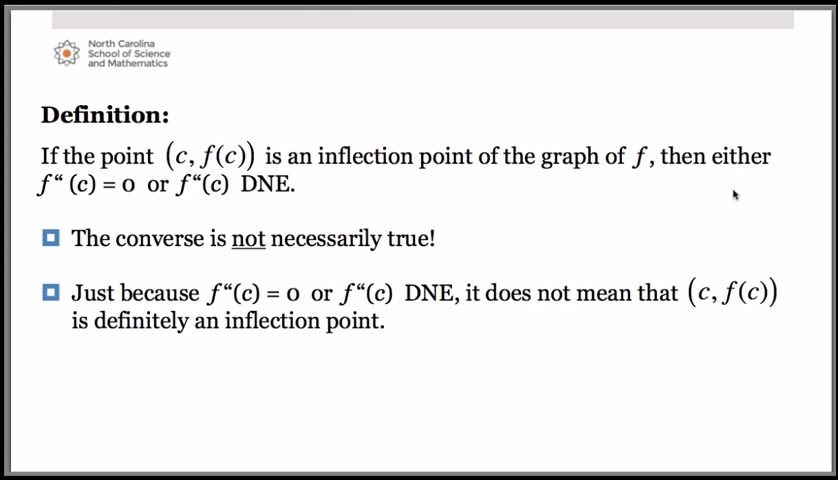 North Carolina
School of Science
and Mathematics
Definition:
If the point (c, f(c)) is an inflection point of the graph of f, then either
f“ (c) = 0 or f“(c) DNE.
The converse is not necessarily true!
Just because f“(c) = 0 or f“(c) DNE, it does not mean that (c, f(c))
is definitely an inflection point.